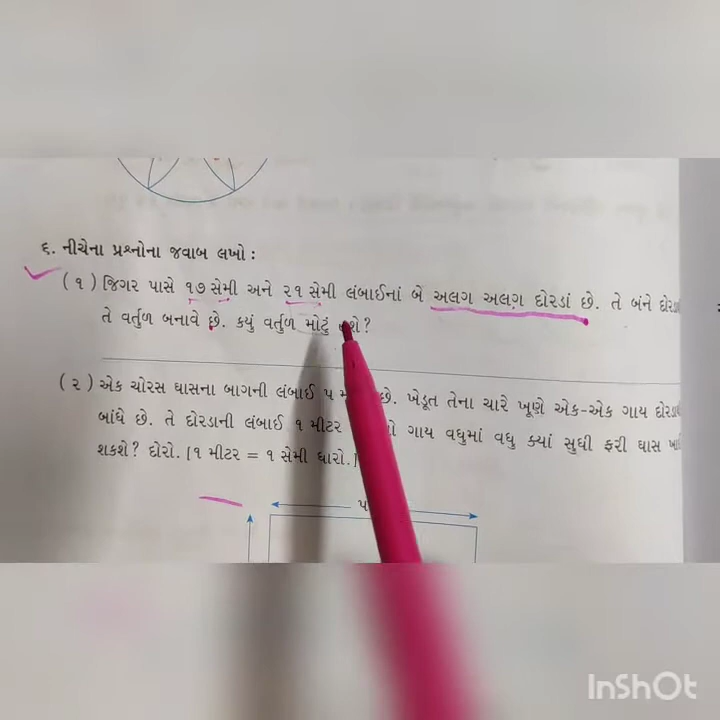 ૬. નીચેના પ્રશ્નોના જવાબ લખો :
(૧) જિગર પાસે ૧૭ સેમી અને ૨૧ સેમી લંબાઈનાં બે અલગ અલગ દોરડાં છે. તે બંને
તે વર્તુળ બનાવે છે. કયું વર્તુળ મોટું
(૨) એક ચોરસ ઘાસના બાગની લંબાઈ ૫ છે. ખેડૂત તેના ચારે ખૂણે એક-એક ગાય
બાંધે છે. તે દોરડાની લંબાઈ ૧ મીટર ગાય વધુમાં વધુ ક્યાં સુધી ફરી ઘાસ
શકશે? દોરો. [૧ મીટર = ૧ સેમી ધારો.]
InShOt